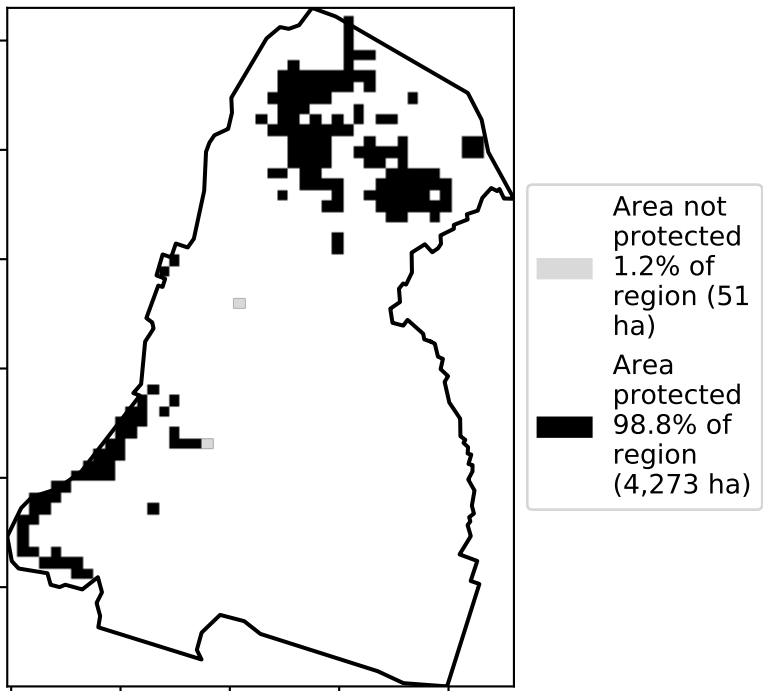 Area not
protected
1.2% of
region (51
ha)
Area
protected
98.8% of
region
(4,273 ha)